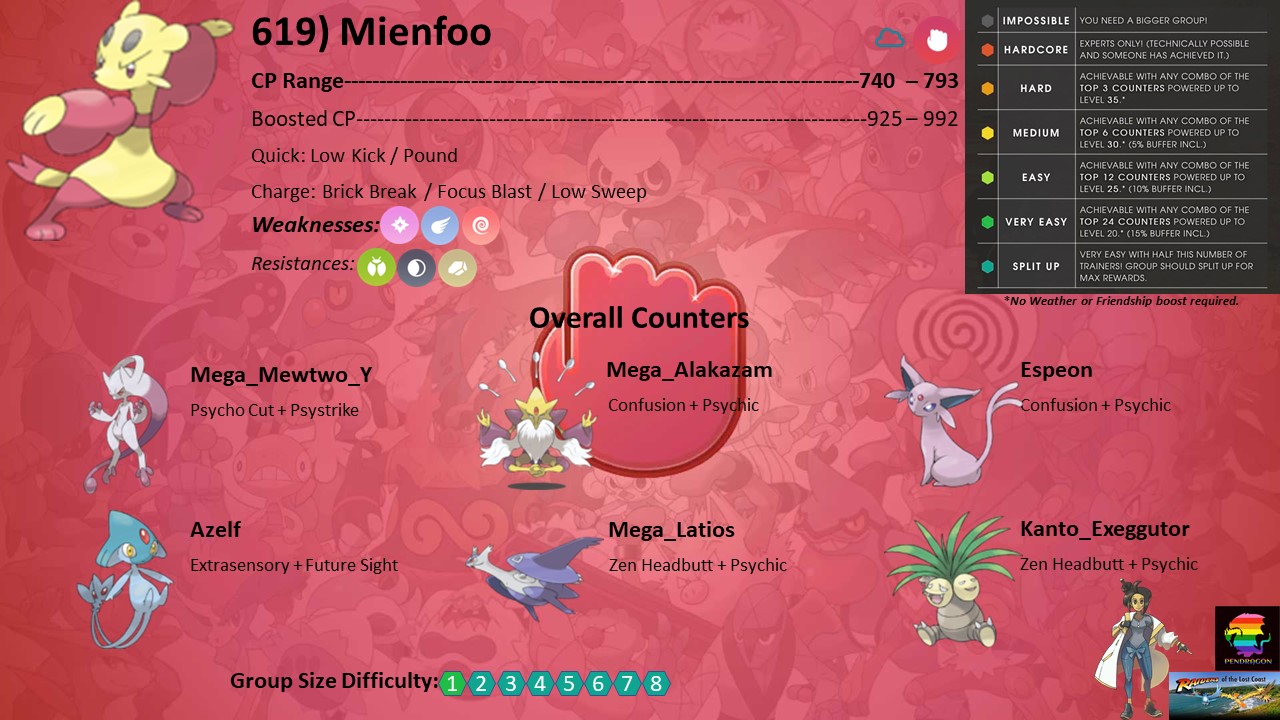 619) Mienfoo
CP Range---740 – 793
Boosted CP---925 – 992
Quick: Low Kick / Pound
Charge: Brick Break / Focus Blast / Low Sweep
Weaknesses:
Resistances:
IMPOSSIBLE YOU NEED A BIGGER GROUP!
HARDCORE EXPERTS ONLY! (TECHNICALLY POSSIBLE
AND SOMEONE HAS ACHIEVED IT.)
HARD ACHIEVABLE WITH ANY COMBO OF THE
TOP 3 COUNTERS POWERED UP TO
LEVEL 35.*
MEDIUM ACHIEVABLE WITH ANY COMBO OF THE
TOP 6 COUNTERS POWERED UP TO
LEVEL 30.* (5% BUFFER INCL.)
EASY ACHIEVABLE WITH ANY COMBO OF THE
TOP 12 COUNTERS POWERED UP TO
LEVEL 25.* (10% BUFFER INCL.)
VERY EASY ACHIEVABLE WITH ANY COMBO OF THE
TOP 24 COUNTERS POWERED UP TO
LEVEL 20.* (15% BUFFER INCL.)
SPLIT UP VERY EASY WITH HALF THIS NUMBER OF
TRAINERS! GROUP SHOULD SPLIT UP FOR
MAX REWARDS.
*No Weather or Friendship boost required.
Overall Counters
Mega_Mewtwo_Y
Psycho Cut + Psystrike
Mega_Alakazam
Confusion + Psychic
Espeon
Confusion + Psychic
Azelf
Extrasensory + Future Sight
Mega_Latios
Zen Headbutt + Psychic
Kanto_Exeggutor
Zen Headbutt + Psychic
Group Size Difficulty: 1 2 3 4 5 6 7 8
PENDRAGON
RAIDERS of the Lost Coast